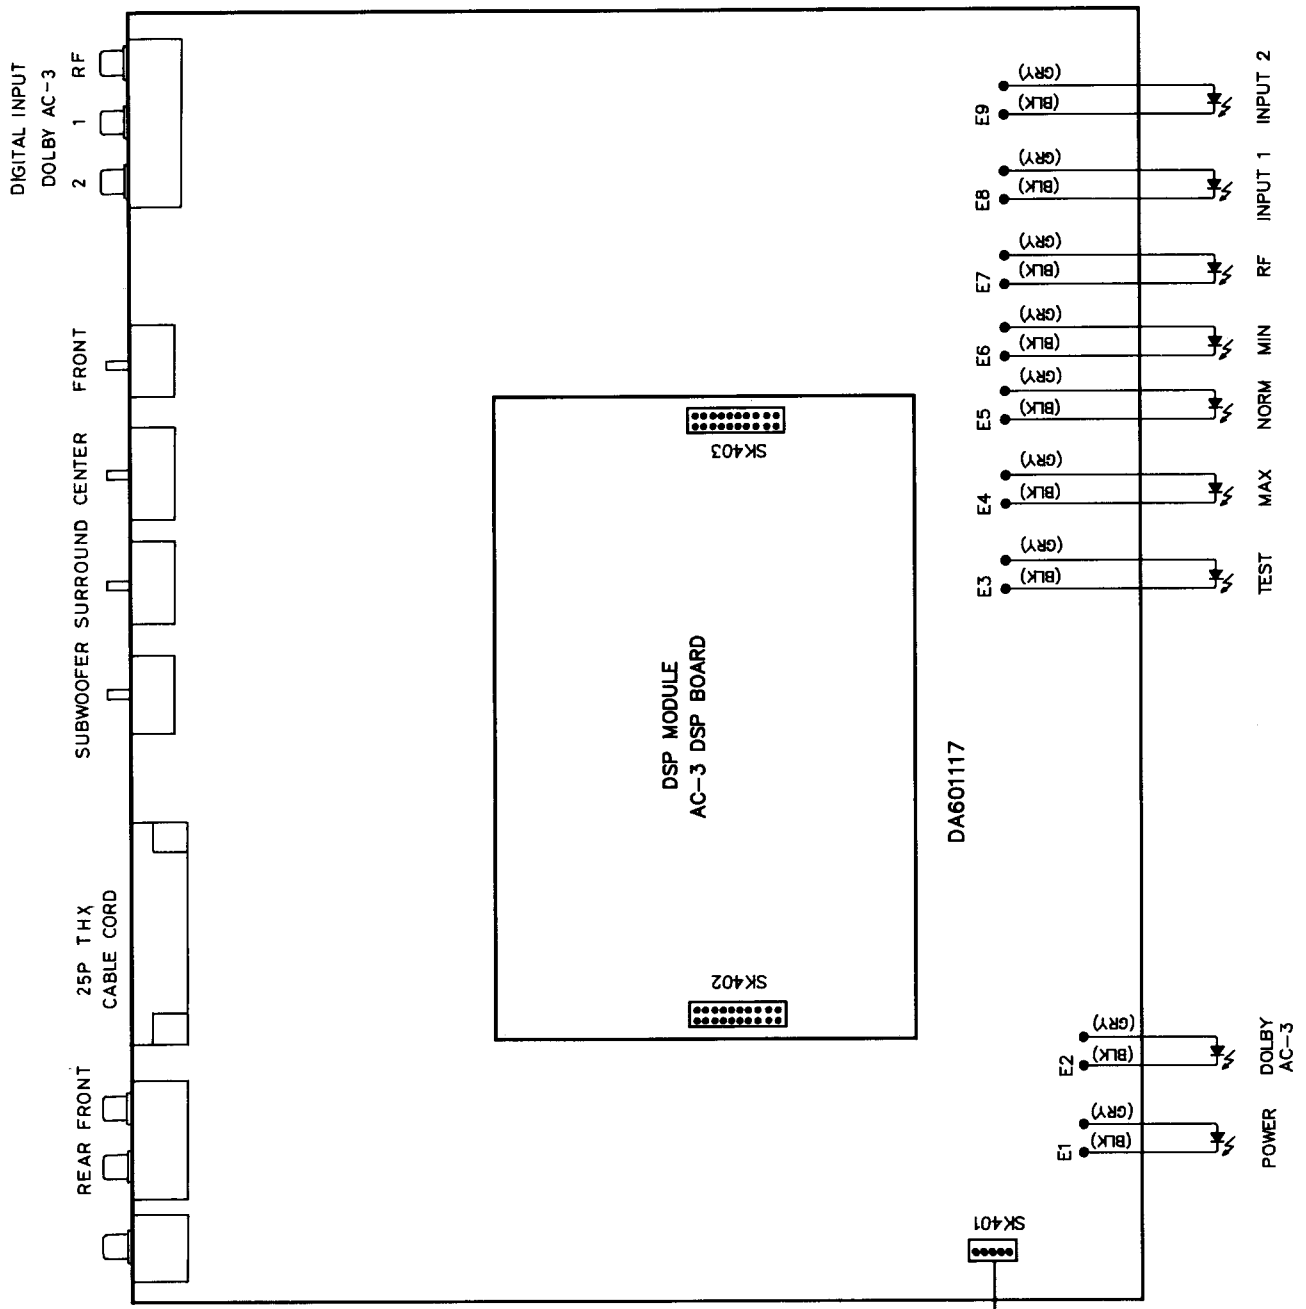 DIGITAL INPUT
DOLBY AC-3
2 1 RF
REAR FRONT
25P THX
CABLE CORD
SUBWOOFER SURROUND CENTER FRONT
SK402
SK403
DSP MODULE
AC-3 DSP BOARD
DA601117
SK401
E1
(BLK)
(GRY)
POWER
E2
(BLK)
(GRY)
DOLBY
AC-3
E3
(BLK)
(GRY)
TEST
E4
(BLK)
(GRY)
MAX
E5
(BLK)
(GRY)
NORM
E6
(BLK)
(GRY)
MIN
E7
(BLK)
(GRY)
RF
E8
(BLK)
(GRY)
INPUT 1
E9
(BLK)
(GRY)
INPUT 2